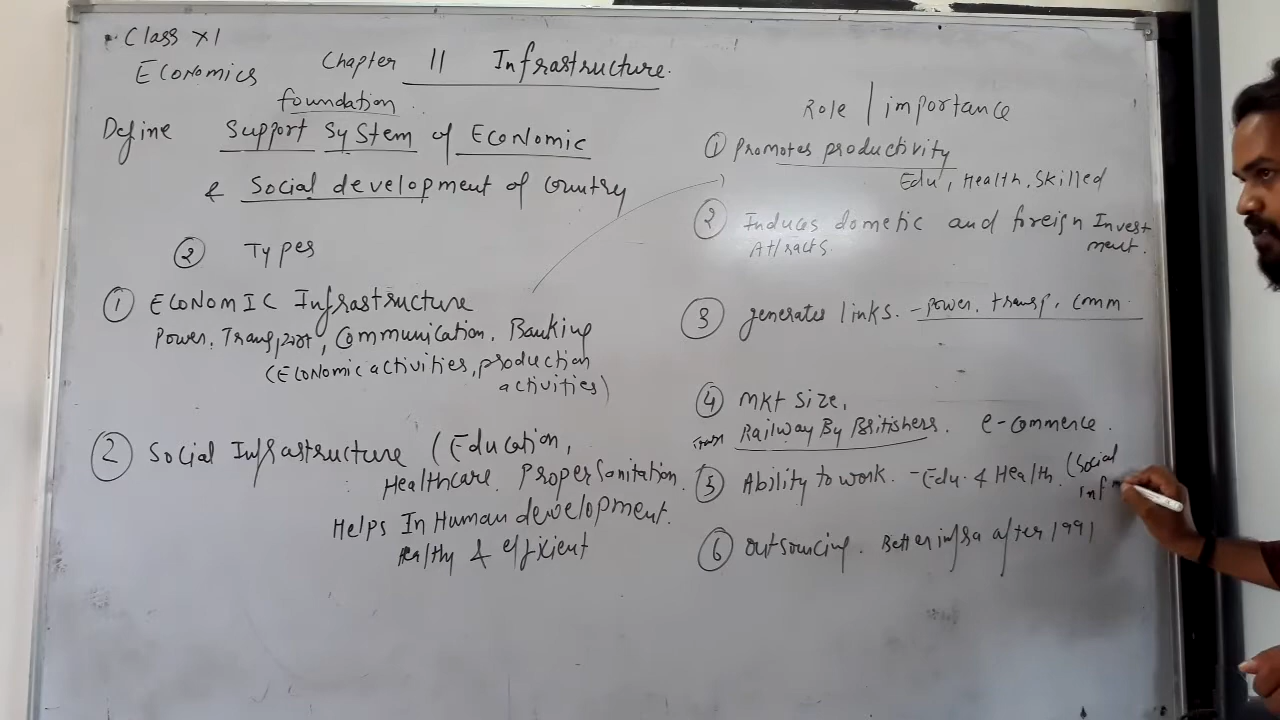 Class XI
Economics
Chapter 11 Infrastructure.
foundation
Define Support System of Economic
& Social development of Country
② Types
① Economic Infrastructure
Power, Transport, Communication, Banking
(Economic activities, production
activities)
② Social Infrastructure (Education,
Healthcare. Proper Sanitation.
Helps In Human development.
Healthy & efficient
Role / importance
① Promotes productivity
Edu', Health, Skilled
② Induces dometic and foreign Invest-
Attracts. ment.
③ generates links. - power, transp, comm.
④ Mkt size,
Railway By Britishers. e-commerce.
⑤ Ability to work. - Edu. & Health. (Social
inf
⑥ outsourcing. Better infra after 1991